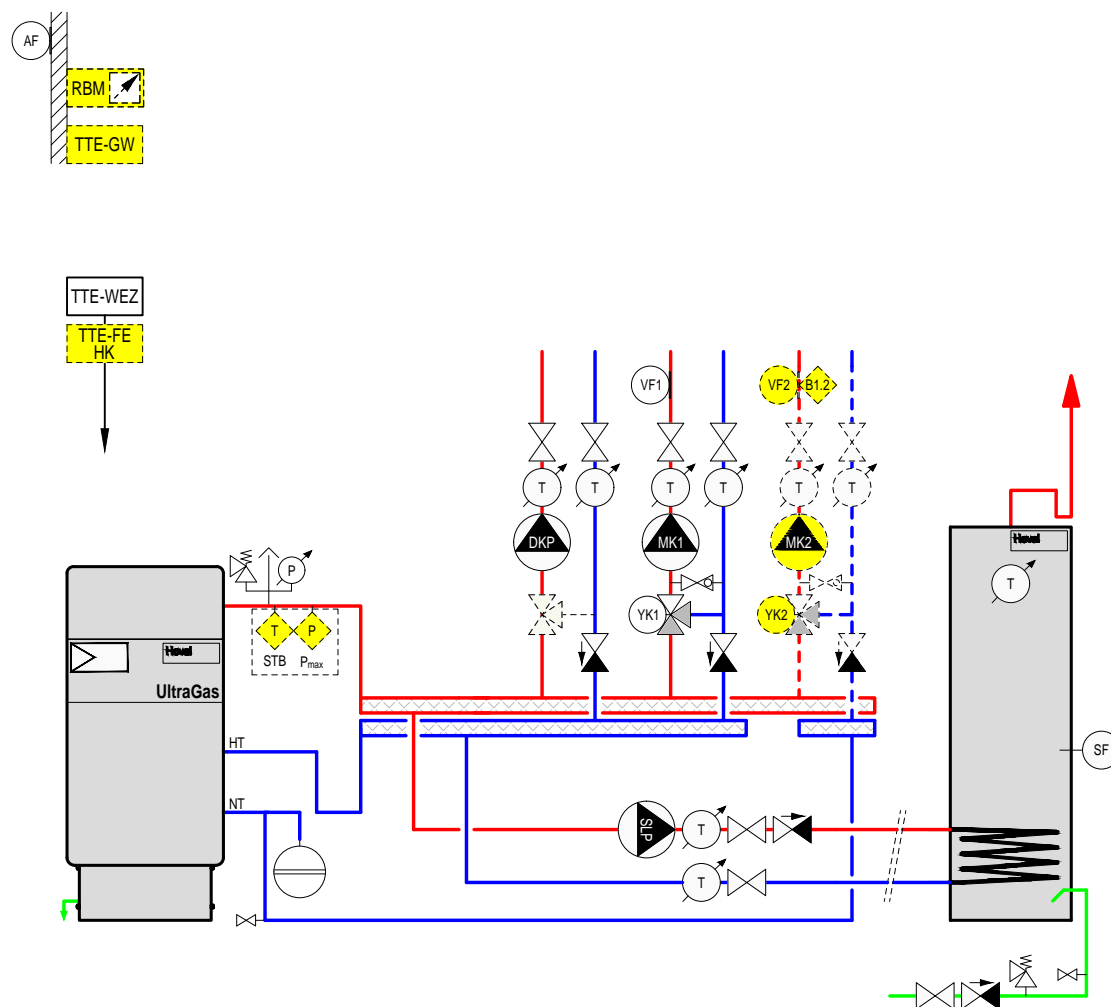 AF
RBM
TTE-GW
TTE-WEZ
TTE-FE
HK
VF1
VF2
B1.2
T
T
T
T
T
T
DKP
MK1
MK2
P
T
Hoval
YK1
YK2
T
P
STB
Pmax
Hoval
UltraGas
HT
SF
NT
SLP
T
T